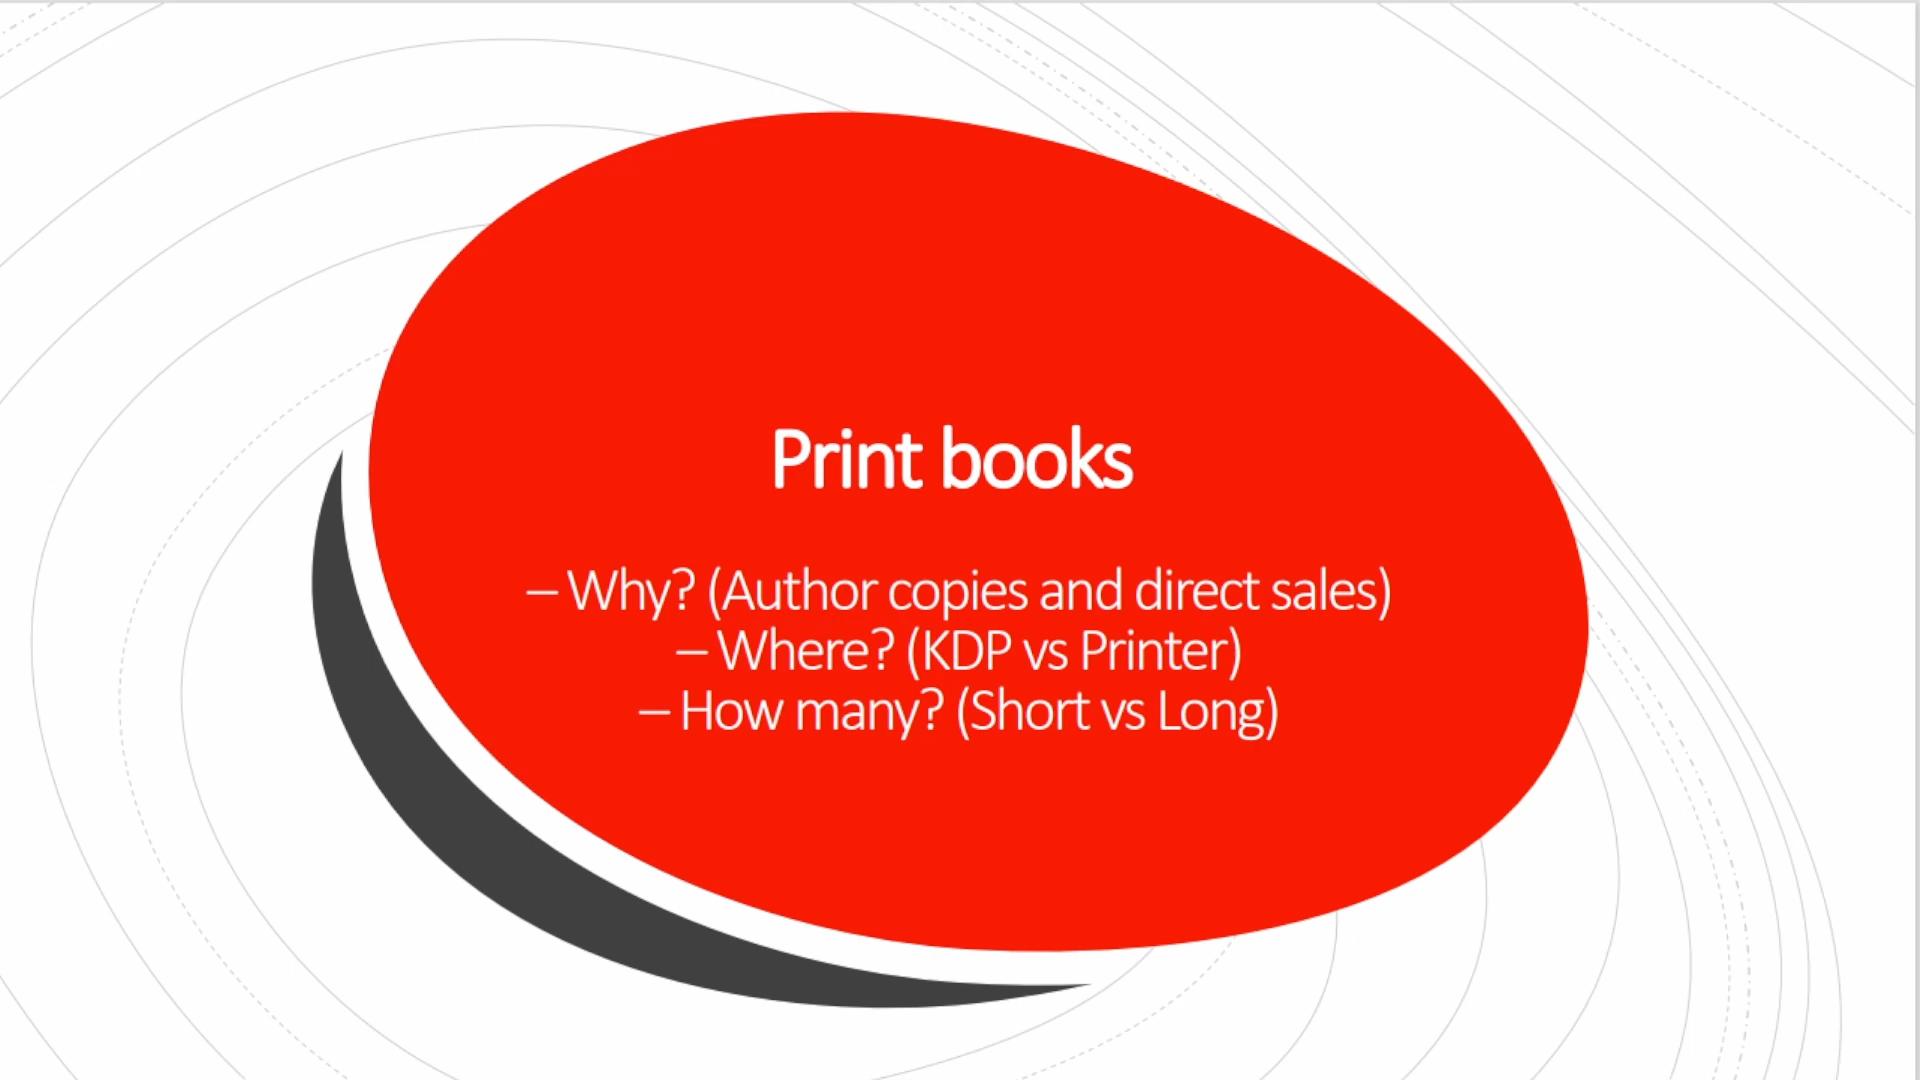 Print books
– Why? (Author copies and direct sales)
– Where? (KDP vs Printer)
– How many? (Short vs Long)